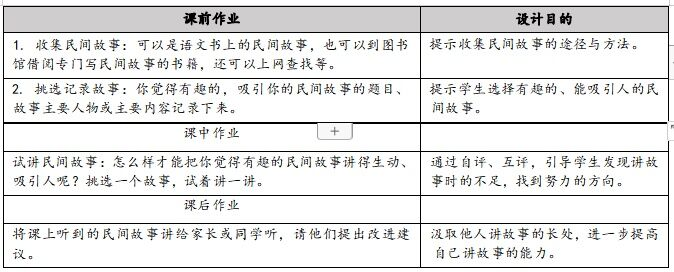 课前作业 设计目的
1. 收集民间故事：可以是语文书上的民间故事，也可以到图书 提示收集民间故事的途径与方法。
馆借阅专门写民间故事的书籍，还可以上网查找等。
2. 挑选记录故事：你觉得有趣的，吸引你的民间故事的题目、 提示学生选择有趣的、能吸引人的民
故事主要人物或主要内容记录下来。 间故事。
课中作业
试讲民间故事：怎么样才能把你觉得有趣的民间故事讲得生动、 通过自评、互评，引导学生发现讲故
吸引人呢？挑选一个故事，试着讲一讲。 事时的不足，找到努力的方向。
课后作业
将课上听到的民间故事讲给家长或同学听，请他们提出改进建 汲取他人讲故事的长处，进一步提高
议。 自己讲故事的能力。